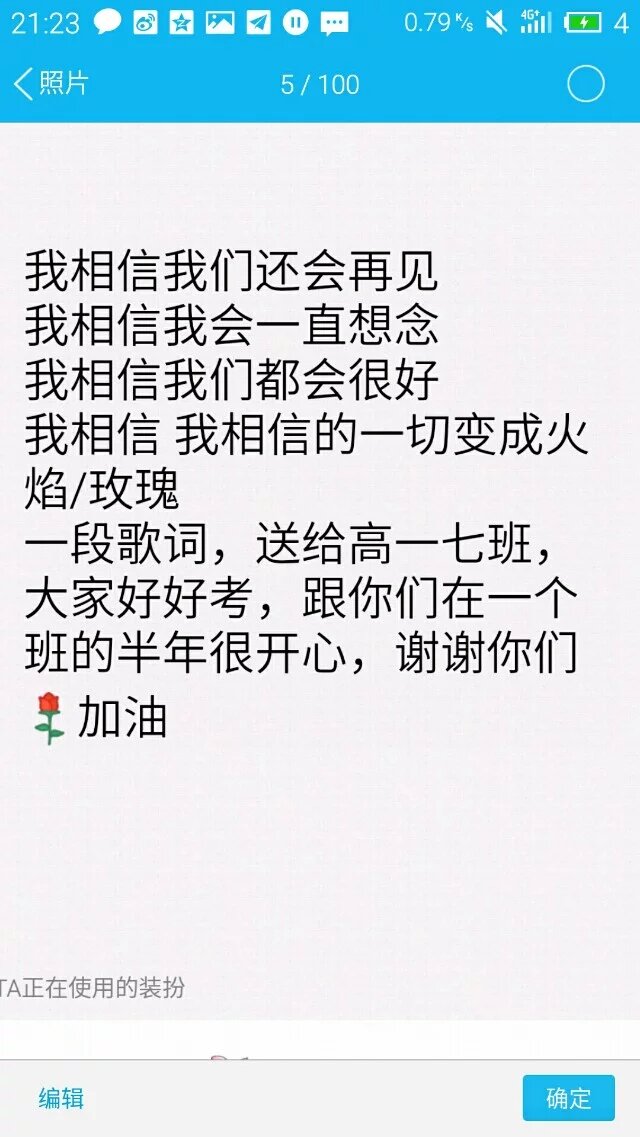 21:23 0.79 K/s 4G+ 4
照片 5 / 100
我相信我们还会再见
我相信我会一直想念
我相信我们都会很好
我相信 我相信的一切变成火
焰/玫瑰
一段歌词，送给高一七班，
大家好好考，跟你们在一个
班的半年很开心，谢谢你们
🌹加油
TA正在使用的装扮
编辑 确定